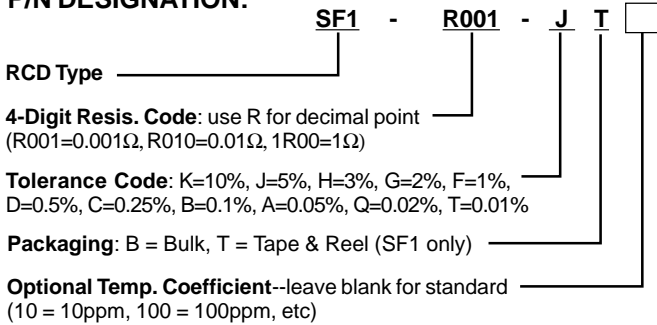 P/N DESIGNATION:
SF1 - R001 - J T
RCD Type
4-Digit Resis. Code: use R for decimal point
(R001=0.001Ω, R010=0.01Ω, 1R00=1Ω)
Tolerance Code: K=10%, J=5%, H=3%, G=2%, F=1%,
D=0.5%, C=0.25%, B=0.1%, A=0.05%, Q=0.02%, T=0.01%
Packaging: B = Bulk, T = Tape & Reel (SF1 only)
Optional Temp. Coefficient--leave blank for standard
(10 = 10ppm, 100 = 100ppm, etc)